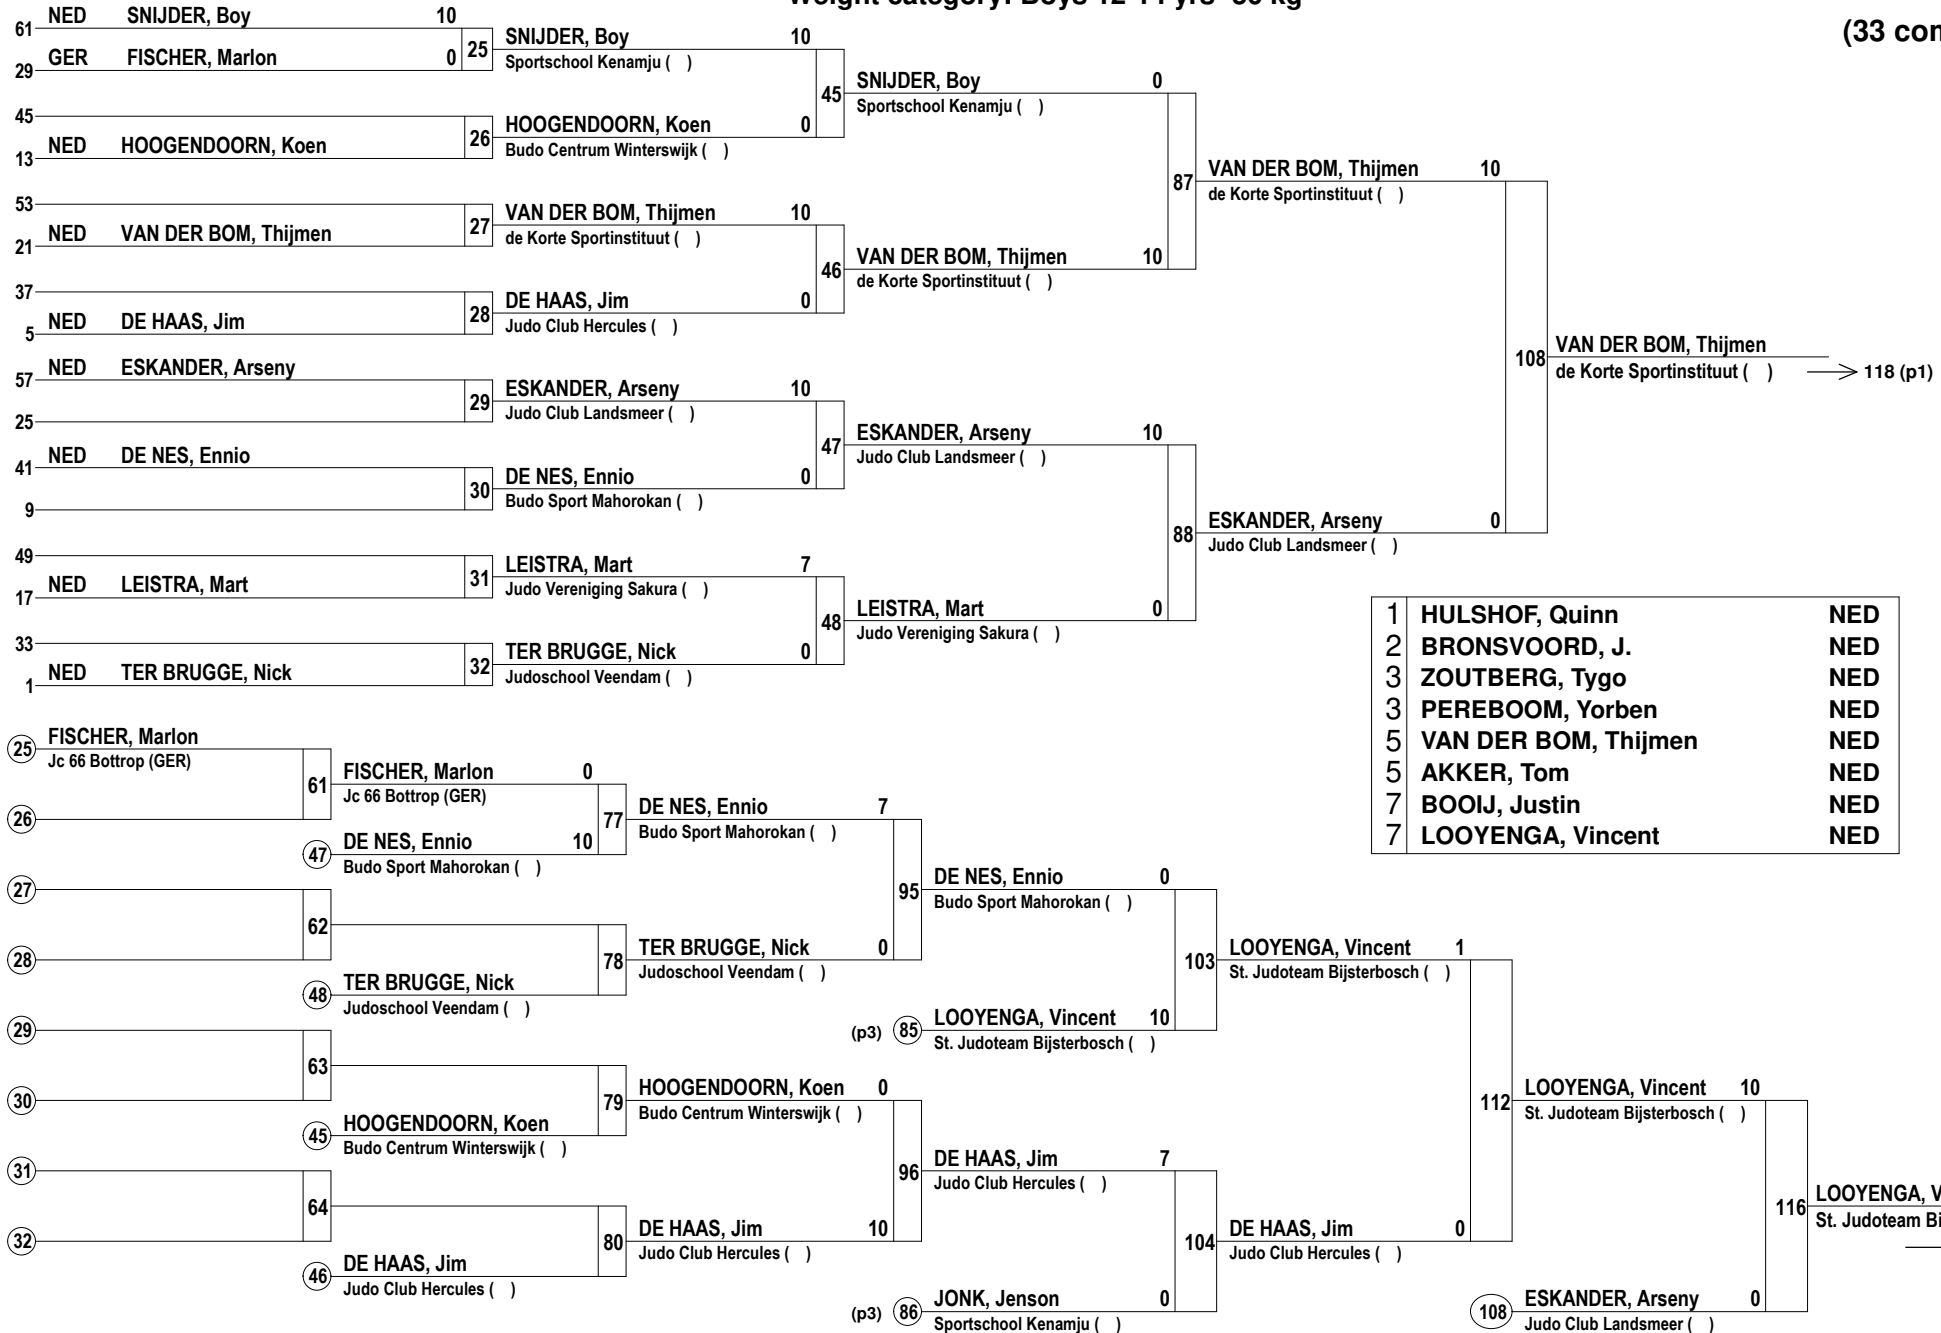 (33 con
61 NED SNIJDER, Boy 10
29 GER FISCHER, Marlon 0
25
SNIJDER, Boy 10
Sportschool Kenamju ( )
45
13 NED HOOGENDOORN, Koen
26
HOOGENDOORN, Koen 0
Budo Centrum Winterswijk ( )
45
SNIJDER, Boy 0
Sportschool Kenamju ( )
53
21 NED VAN DER BOM, Thijmen
27
VAN DER BOM, Thijmen 10
de Korte Sportinstituut ( )
37
5 NED DE HAAS, Jim
28
DE HAAS, Jim 0
Judo Club Hercules ( )
46
VAN DER BOM, Thijmen 10
de Korte Sportinstituut ( )
87
VAN DER BOM, Thijmen 10
de Korte Sportinstituut ( )
57 NED ESKANDER, Arseny
25
29
ESKANDER, Arseny 10
Judo Club Landsmeer ( )
41 NED DE NES, Ennio
9
30
DE NES, Ennio 0
Budo Sport Mahorokan ( )
47
ESKANDER, Arseny 10
Judo Club Landsmeer ( )
49
17 NED LEISTRA, Mart
31
LEISTRA, Mart 7
Judo Vereniging Sakura ( )
33
1 NED TER BRUGGE, Nick
32
TER BRUGGE, Nick 0
Judoschool Veendam ( )
48
LEISTRA, Mart 0
Judo Vereniging Sakura ( )
88
ESKANDER, Arseny 0
Judo Club Landsmeer ( )
108
VAN DER BOM, Thijmen
de Korte Sportinstituut ( ) 118 (p1)
1 HULSHOF, Quinn NED
2 BRONSVOORD, J. NED
3 ZOUTBERG, Tygo NED
3 PEREBOOM, Yorben NED
5 VAN DER BOM, Thijmen NED
5 AKKER, Tom NED
7 BOOIJ, Justin NED
7 LOOYENGA, Vincent NED
25 FISCHER, Marlon
Jc 66 Bottrop (GER)
26
61
FISCHER, Marlon 0
Jc 66 Bottrop (GER)
47 DE NES, Ennio 10
Budo Sport Mahorokan ( )
77
DE NES, Ennio 7
Budo Sport Mahorokan ( )
27
28
62
48 TER BRUGGE, Nick
Judoschool Veendam ( )
78
TER BRUGGE, Nick 0
Judoschool Veendam ( )
95
DE NES, Ennio 0
Budo Sport Mahorokan ( )
(p3) 85 LOOYENGA, Vincent 10
St. Judoteam Bijsterbosch ( )
103
LOOYENGA, Vincent 1
St. Judoteam Bijsterbosch ( )
29
30
63
45 HOOGENDOORN, Koen
Budo Centrum Winterswijk ( )
79
HOOGENDOORN, Koen 0
Budo Centrum Winterswijk ( )
31
32
64
46 DE HAAS, Jim
Judo Club Hercules ( )
80
DE HAAS, Jim 10
Judo Club Hercules ( )
96
DE HAAS, Jim 7
Judo Club Hercules ( )
(p3) 86 JONK, Jenson 0
Sportschool Kenamju ( )
104
DE HAAS, Jim 0
Judo Club Hercules ( )
112
LOOYENGA, Vincent 10
St. Judoteam Bijsterbosch ( )
108 ESKANDER, Arseny 0
Judo Club Landsmeer ( )
116
LOOYENGA, V
St. Judoteam Bi